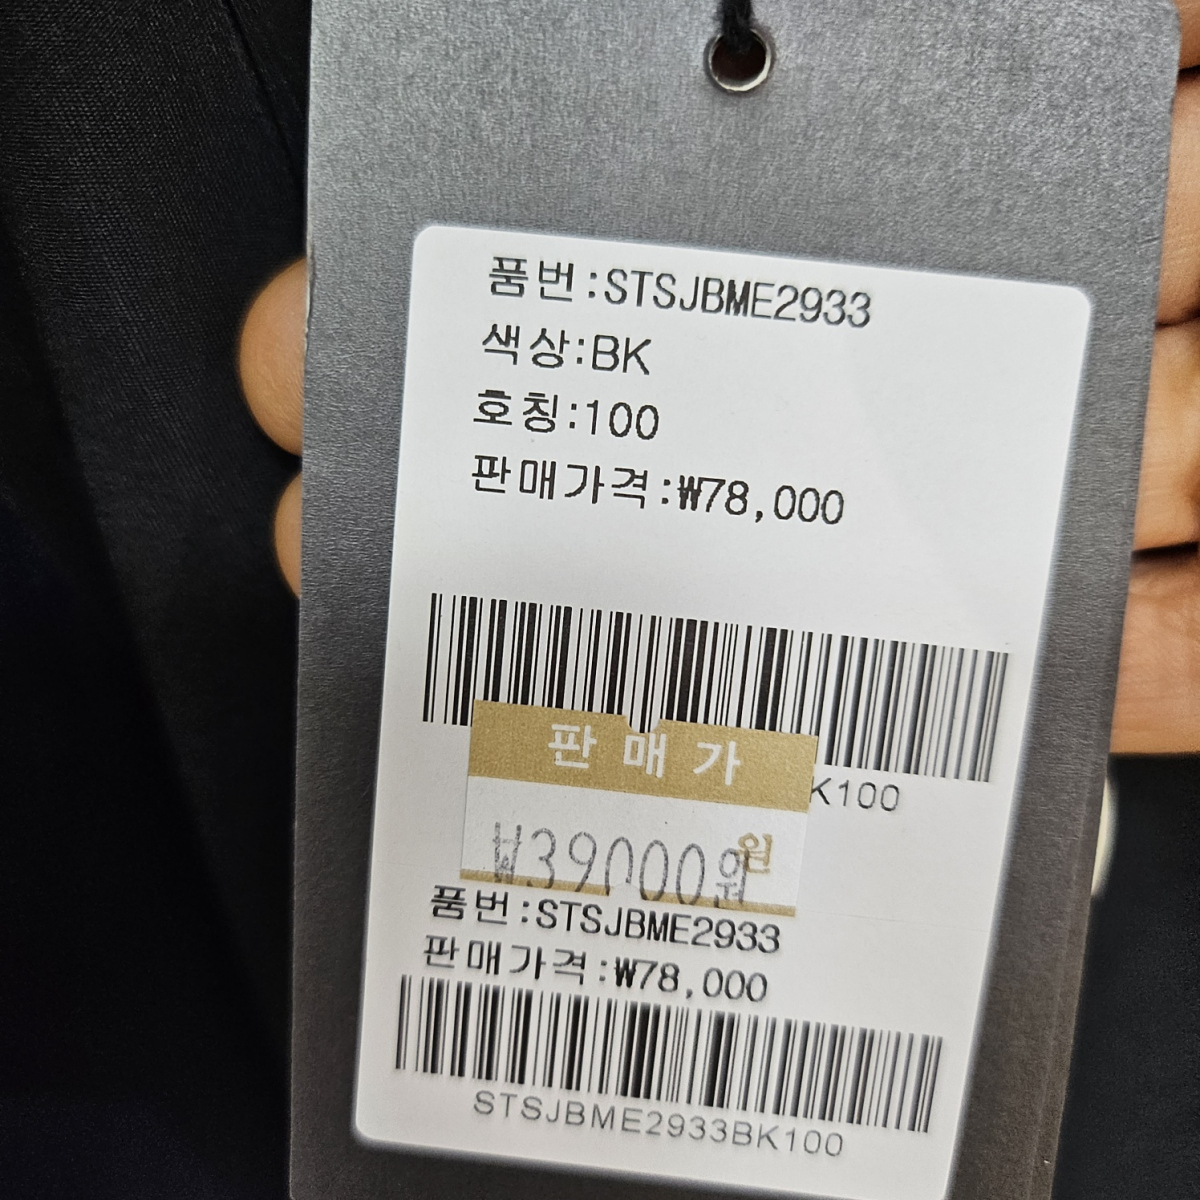 품번:STSJBME2933
색상:BK
호칭:100
판매가격:₩78,000
K100
판매가
₩39000원
원
품번:STSJBME2933
판매가격:₩78,000
STSJBME2933BK100